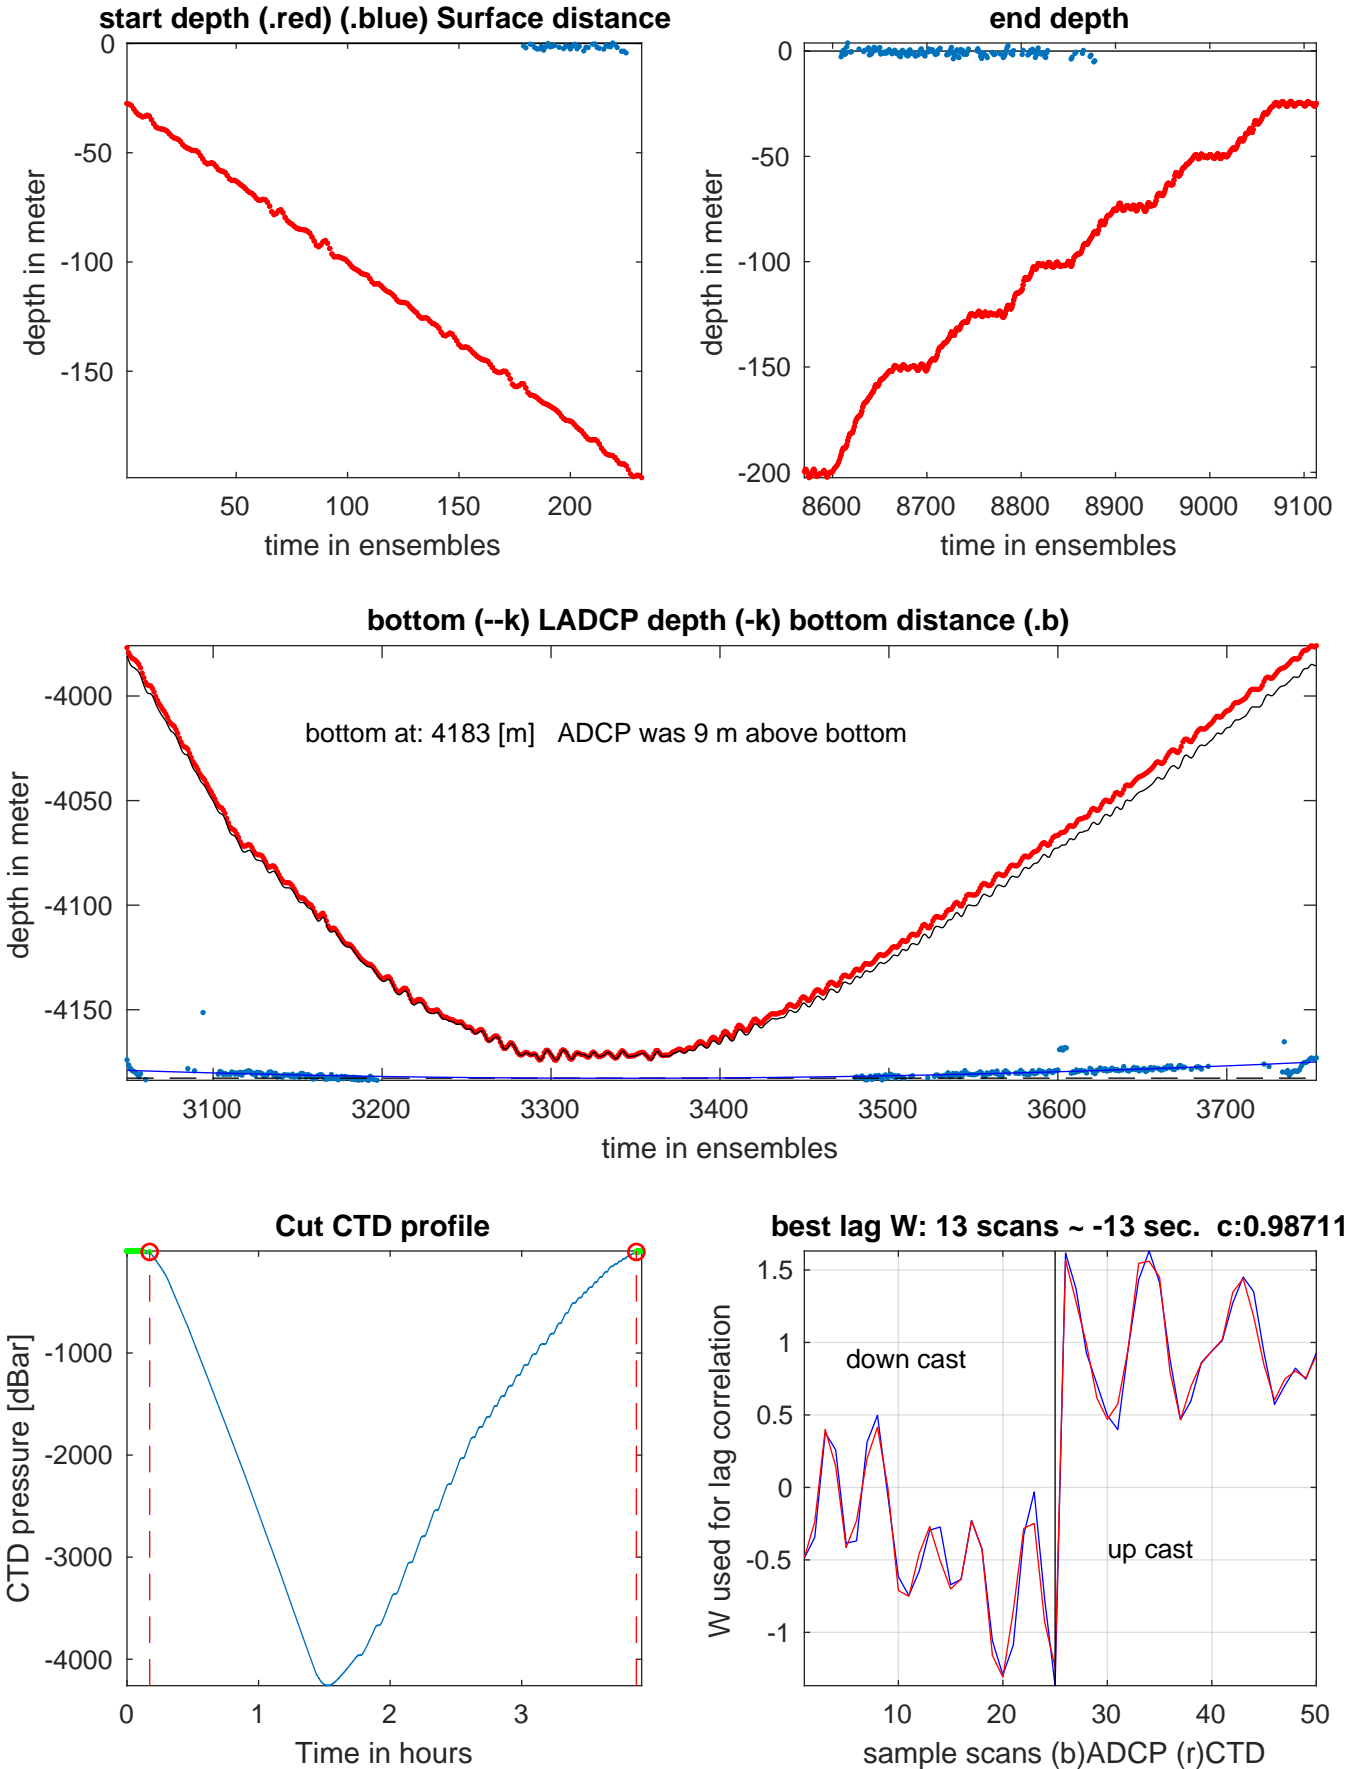 start depth (.red) (.blue) Surface distance
0
-50
-100
-150
depth in meter
50
100
150
200
time in ensembles
end depth
0
-50
-100
-150
-200
depth in meter
8600
8700
8800
8900
9000
9100
time in ensembles
bottom (--k) LADCP depth (-k) bottom distance (.b)
bottom at: 4183 [m]   ADCP was 9 m above bottom
-4000
-4050
-4100
-4150
depth in meter
3100
3200
3300
3400
3500
3600
3700
time in ensembles
Cut CTD profile
-1000
-2000
-3000
-4000
CTD pressure [dBar]
0
1
2
3
Time in hours
best lag W: 13 scans ~ -13 sec.  c:0.98711
1.5
1
0.5
0
-0.5
-1
W used for lag correlation
down cast
up cast
10
20
30
40
50
sample scans (b)ADCP (r)CTD